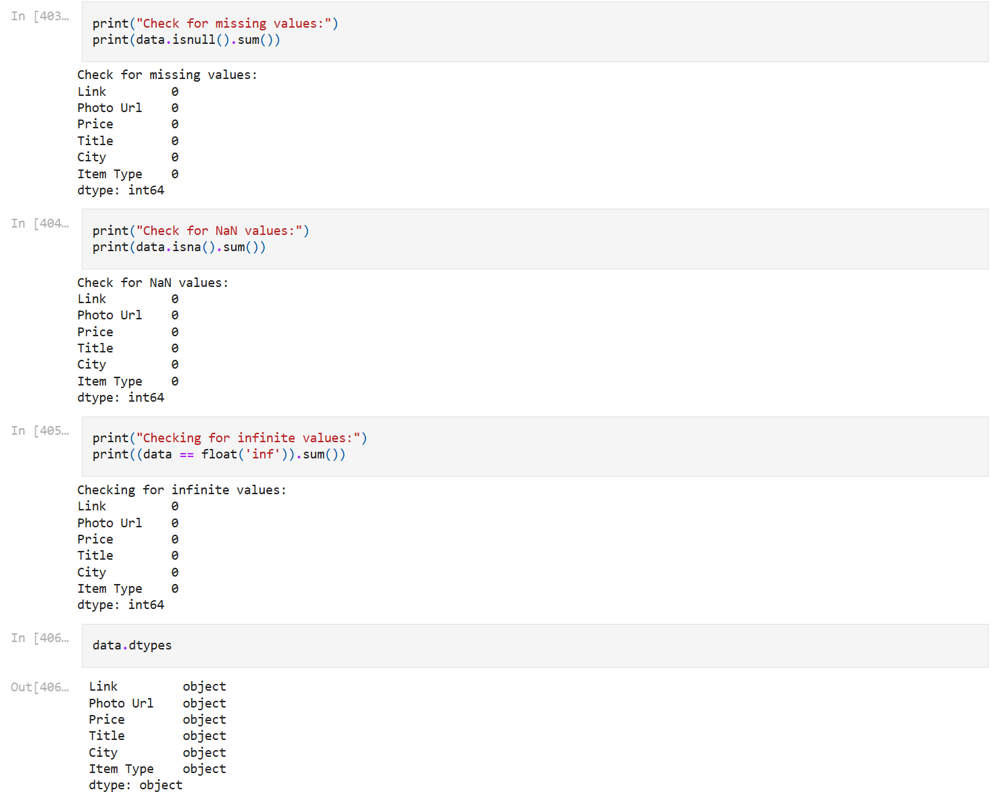 In [403…
print("Check for missing values:")
print(data.isnull().sum())
Check for missing values:
Link         0
Photo Url    0
Price        0
Title        0
City         0
Item Type    0
dtype: int64
In [404…
print("Check for NaN values:")
print(data.isna().sum())
Check for NaN values:
Link         0
Photo Url    0
Price        0
Title        0
City         0
Item Type    0
dtype: int64
In [405…
print("Checking for infinite values:")
print((data == float('inf')).sum())
Checking for infinite values:
Link         0
Photo Url    0
Price        0
Title        0
City         0
Item Type    0
dtype: int64
In [406…
data.dtypes
Out[406…
Link         object
Photo Url    object
Price        object
Title        object
City         object
Item Type    object
dtype: object